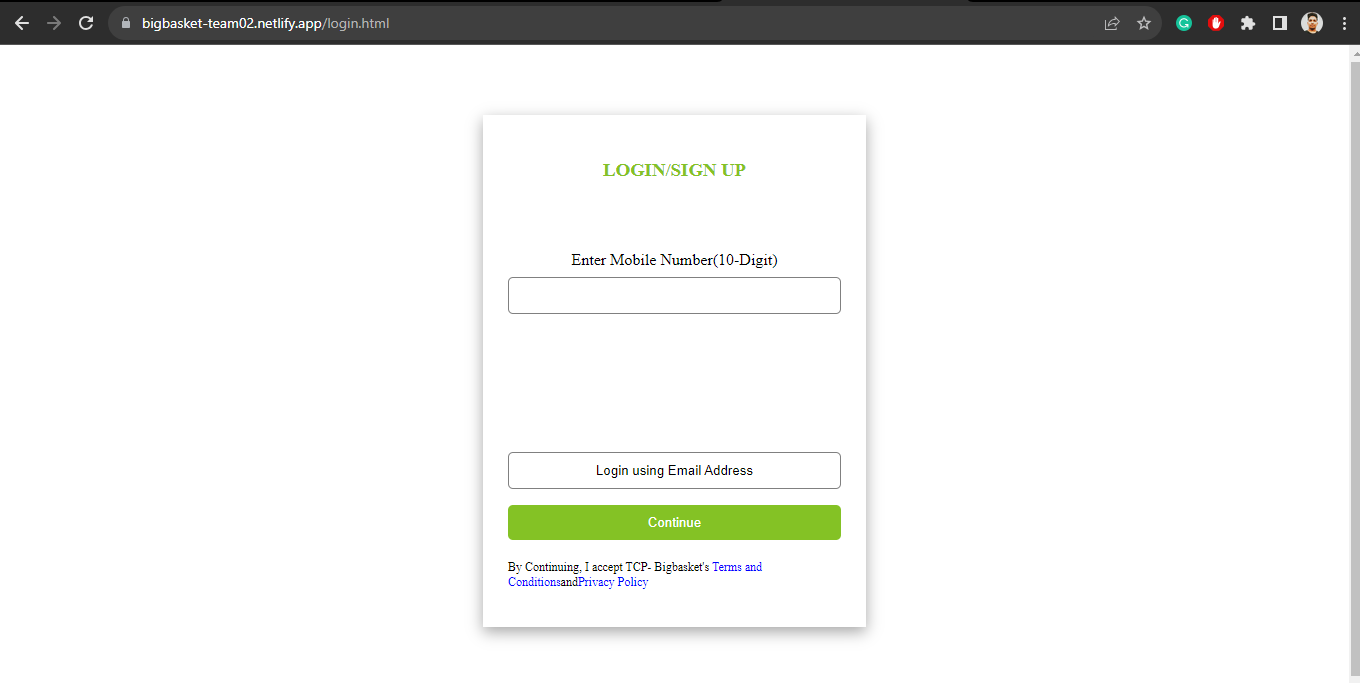 bigbasket-team02.netlify.app/login.html
LOGIN/SIGN UP
Enter Mobile Number(10-Digit)
Login using Email Address
Continue
By Continuing, I accept TCP- Bigbasket's Terms and
ConditionsandPrivacy Policy